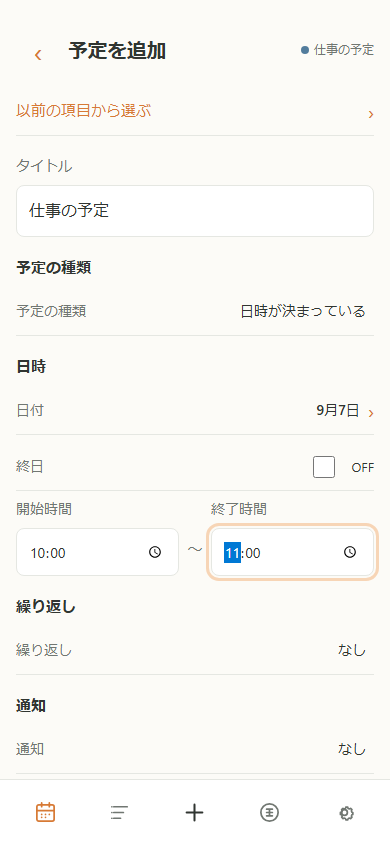 予定を追加
仕事の予定
以前の項目から選ぶ
タイトル
仕事の予定
予定の種類
予定の種類 日時が決まっている
日時
日付 9月7日
終日 OFF
開始時間 終了時間
10:00 ～ 11:00
繰り返し
繰り返し なし
通知
通知 なし